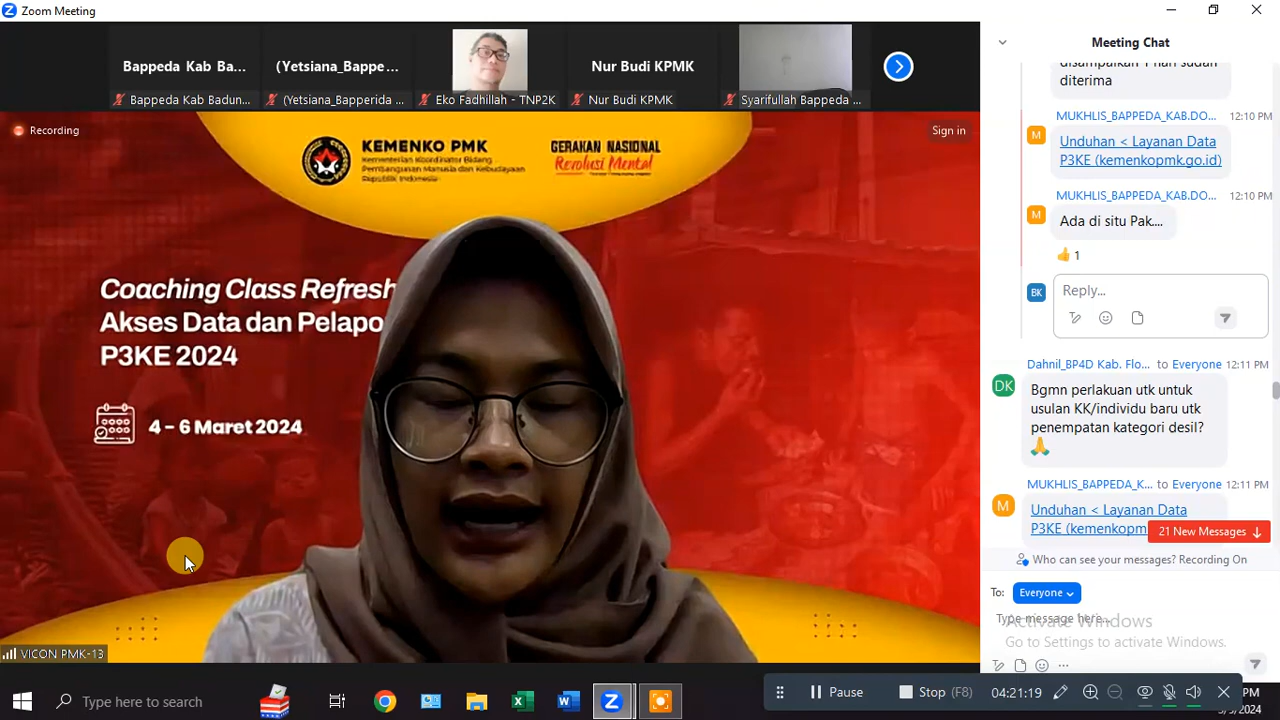 Zoom Meeting
Bappeda Kab Ba...
(Yetsiana_Bappe...
Nur Budi KPMK
Bappeda Kab Badun...
(Yetsiana_Bapperida ...
Eko Fadhillah - TNP2K
Nur Budi KPMK
Syarifullah Bappeda ...
Recording
Sign in
KEMENKO PMK
Kementerian Koordinator Bidang
Pembangunan Manusia dan Kebudayaan
Republik Indonesia
GERAKAN NASIONAL
Revolusi Mental
Coaching Class Refresh
Akses Data dan Pelapo
P3KE 2024
4 – 6 Maret 2024
VICON PMK-13
Meeting Chat
disampaikan 1 hari sudah
diterima
MUKHLIS_BAPPEDA_KAB.DO... 12:10 PM
M
Unduhan < Layanan Data
P3KE (kemenkopmk.go.id)
MUKHLIS_BAPPEDA_KAB.DO... 12:10 PM
M
Ada di situ Pak....
1
BK
Reply...
Dahnil_BP4D Kab. Flo... to Everyone 12:11 PM
DK
Bgmn perlakuan utk untuk
usulan KK/individu baru utk
penempatan kategori desil?
MUKHLIS_BAPPEDA_K... to Everyone 12:11 PM
M
Unduhan < Layanan Data
P3KE (kemenkopm
21 New Messages
Who can see your messages? Recording On
To: Everyone
Type message here...
Activate Windows
Go to Settings to activate Windows.
Type here to search
Pause
Stop (F8)
04:21:19
PM
/2024